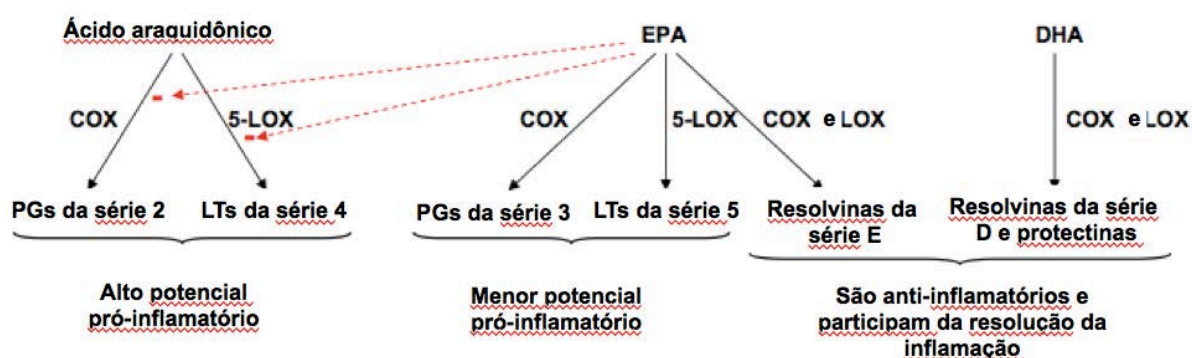 Ácido araquidônico
EPA
DHA
COX
5-LOX
COX
5-LOX
COX e LOX
COX e LOX
PGs da série 2
LTs da série 4
PGs da série 3
LTs da série 5
Resolvinas da
série E
Resolvinas da série
D e protectinas
Alto potencial
pró-inflamatório
Menor potencial
pró-inflamatório
São anti-inflamatórios e
participam da resolução da
inflamação